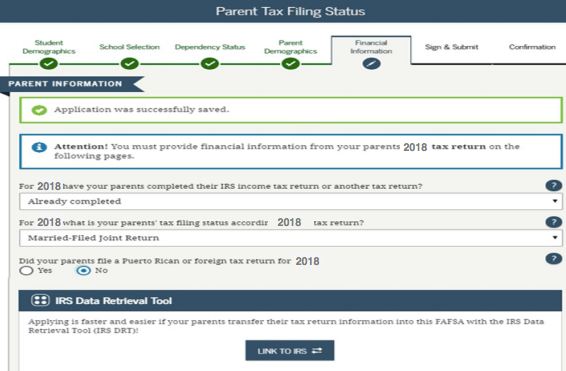 Parent Tax Filing Status
Student Demographics
School Selection
Dependency Status
Parent Demographics
Financial Information
Sign & Submit
Confirmation
PARENT INFORMATION
Application was successfully saved.
Attention! You must provide financial information from your parents 2018 tax return on the
following pages.
For 2018 have your parents completed their IRS income tax return or another tax return?
?
Already completed
For 2018 what is your parents' tax filing status accordir 2018 tax return?
?
Married-Filed Joint Return
Did your parents file a Puerto Rican or foreign tax return for 2018
?
Yes No
IRS Data Retrieval Tool
Applying is faster and easier if your parents transfer their tax return information into this FAFSA with the IRS Data
Retrieval Tool (IRS DRT)!
LINK TO IRS